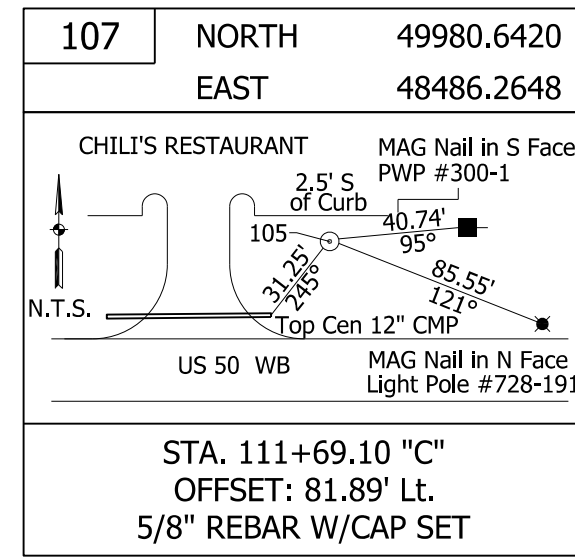 107 NORTH 49980.6420
EAST 48486.2648
CHILI'S RESTAURANT
MAG Nail in S Face
PWP #300-1
2.5' S
of Curb
105
40.74'
95°
31.25'
245°
85.55'
121°
N.T.S.
Top Cen 12" CMP
US 50 WB
MAG Nail in N Face
Light Pole #728-191
STA. 111+69.10 "C"
OFFSET: 81.89' Lt.
5/8" REBAR W/CAP SET